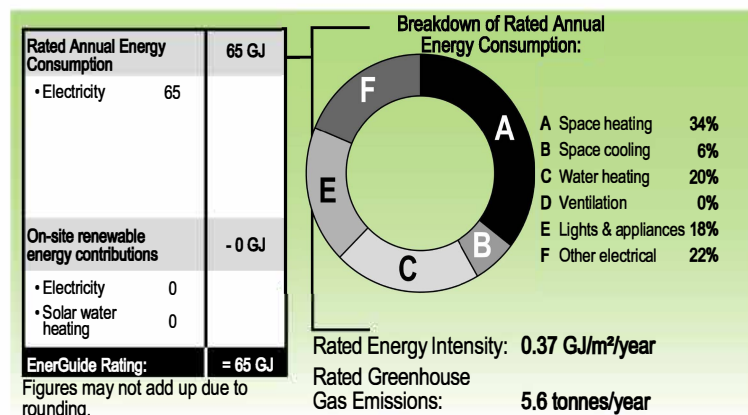 Rated Annual Energy
Consumption
65 GJ
• Electricity 65
On-site renewable
energy contributions
- 0 GJ
• Electricity 0
• Solar water
heating 0
EnerGuide Rating: = 65 GJ
Figures may not add up due to
rounding.
Breakdown of Rated Annual
Energy Consumption:
A
B
C
E
F
A Space heating 34%
B Space cooling 6%
C Water heating 20%
D Ventilation 0%
E Lights & appliances 18%
F Other electrical 22%
Rated Energy Intensity: 0.37 GJ/m²/year
Rated Greenhouse
Gas Emissions: 5.6 tonnes/year